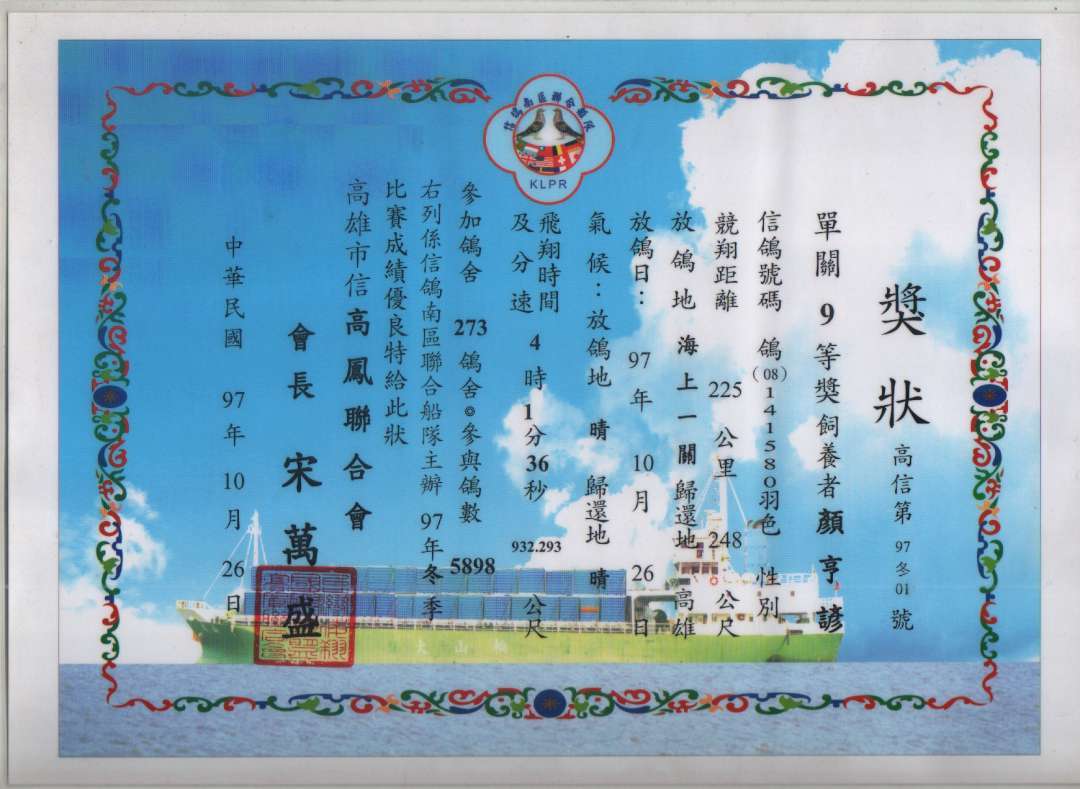 獎狀
高信第 97冬01 號
單關 9 等獎 飼養者 顏亨諺
信鴿號碼 鴿(08)141580 羽色 性別
競翔距離 225 公里 248 公尺
放鴿地 海上一關 歸還地 高雄
放鴿日: 97 年 10 月 26 日
氣候:放鴿地 晴 歸還地 晴
飛翔時間及分速 4 時 1 分 36 秒 932.293 公尺
參加鴿舍 273 鴿舍。參與鴿數 5898
右列係信鴿南區聯合船隊主辦 97 年冬季
比賽成績優良特給此狀
高雄市信高鳳聯合會
會長 宋萬盛
中華民國 97 年 10 月 26 日
KLPR